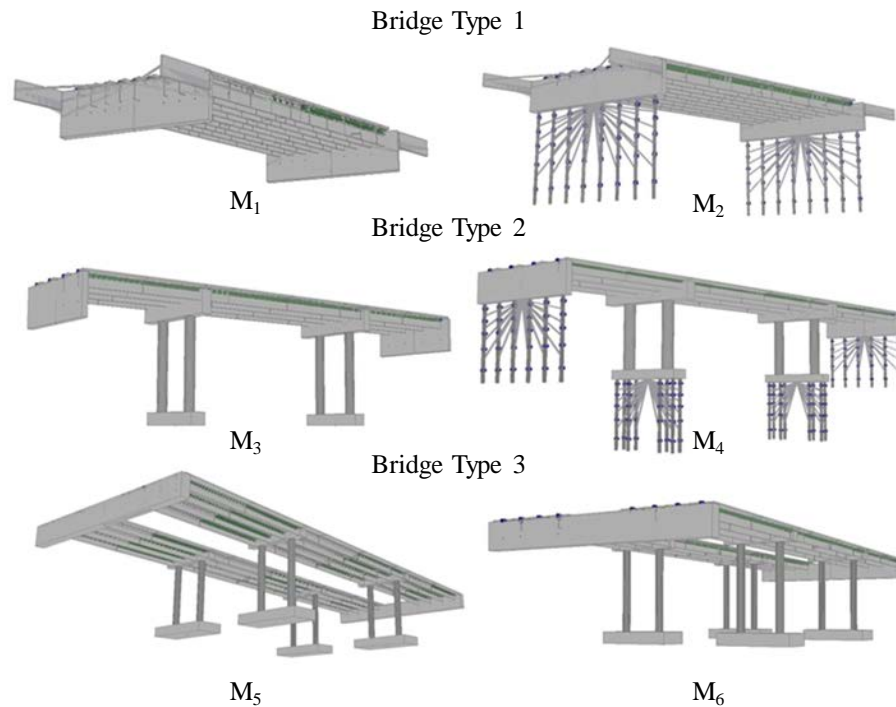 Bridge Type 1
M₁
M₂
Bridge Type 2
M₃
M₄
Bridge Type 3
M₅
M₆